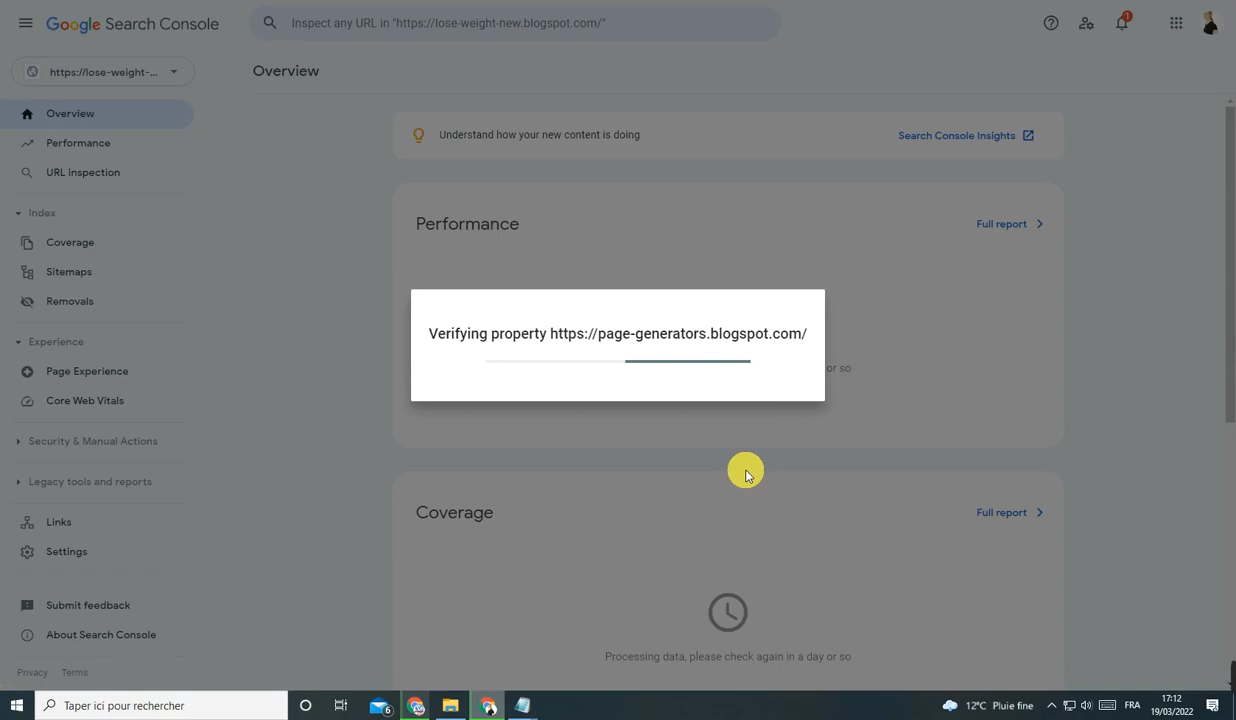 Google Search Console
Inspect any URL in "https://lose-weight-new.blogspot.com/"
1
https://lose-weight-...
Overview
Overview
Performance
URL inspection
Index
Coverage
Sitemaps
Removals
Experience
Page Experience
Core Web Vitals
Security & Manual Actions
Legacy tools and reports
Links
Settings
Submit feedback
About Search Console
Privacy Terms
Understand how your new content is doing
Search Console Insights
Performance
Full report
Verifying property https://page-generators.blogspot.com/
or so
Coverage
Full report
Processing data, please check again in a day or so
Taper ici pour rechercher
6
12°C Pluie fine
FRA
17:12
19/03/2022